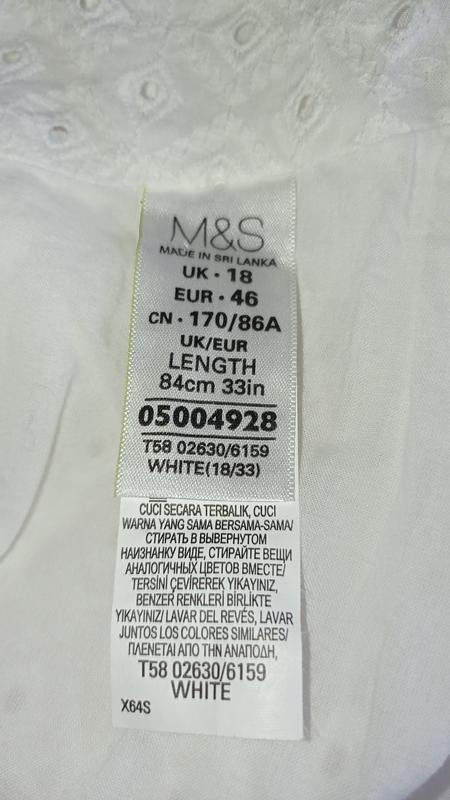 M&S
MADE IN SRI LANKA
UK • 18
EUR • 46
CN • 170/86A
UK/EUR
LENGTH
84cm 33in
05004928
T58 02630/6159
WHITE(18/33)
CUCI SECARA TERBALIK, CUCI
WARNA YANG SAMA BERSAMA-SAMA/
СТИРАТЬ В ВЫВЕРНУТОМ
НАИЗНАНКУ ВИДЕ, СТИРАЙТЕ ВЕЩИ
АНАЛОГИЧНЫХ ЦВЕТОВ ВМЕСТЕ/
TERSİNİ ÇEVİREREK YIKAYINIZ,
BENZER RENKLERİ BİRLİKTE
YIKAYINIZ/ LAVAR DEL REVÉS, LAVAR
JUNTOS LOS COLORES SIMILARES/
ΠΛΕΝΕΤΑΙ ΑΠΟ ΤΗΝ ΑΝΑΠΟΔΗ,
T58 02630/6159
WHITE
X64S